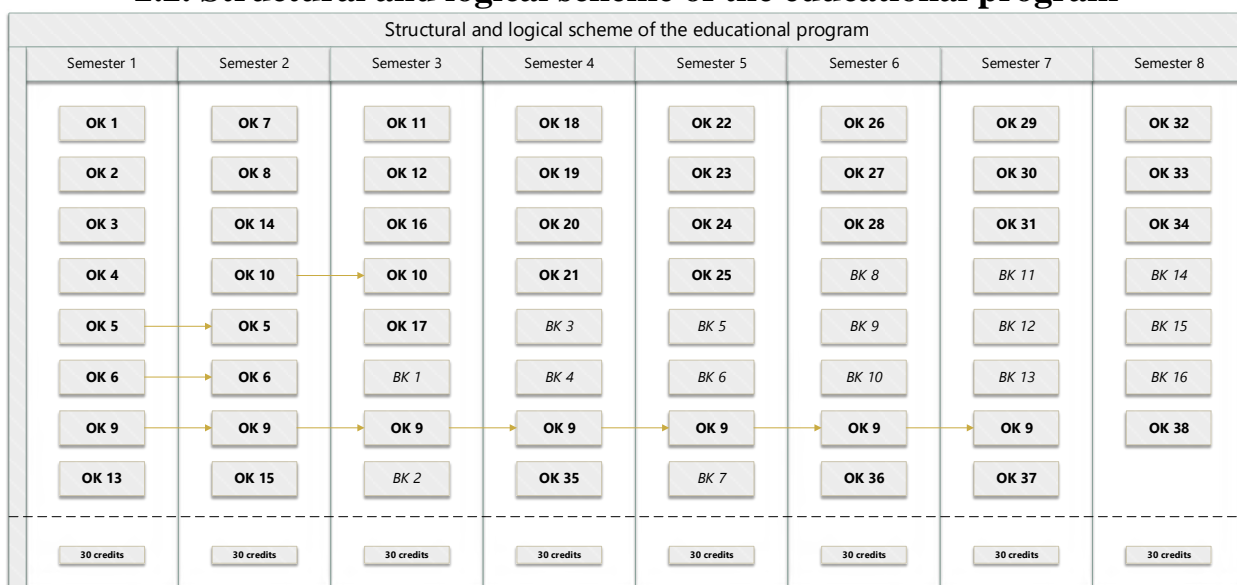 2.2. Structural and logical scheme of the educational program
Structural and logical scheme of the educational program
Semester 1 Semester 2 Semester 3 Semester 4 Semester 5 Semester 6 Semester 7 Semester 8
OK 1 OK 7 OK 11 OK 18 OK 22 OK 26 OK 29 OK 32
OK 2 OK 8 OK 12 OK 19 OK 23 OK 27 OK 30 OK 33
OK 3 OK 14 OK 16 OK 20 OK 24 OK 28 OK 31 OK 34
OK 4 OK 10 OK 10 OK 21 OK 25 BK 8 BK 11 BK 14
OK 5 OK 5 OK 17 BK 3 BK 5 BK 9 BK 12 BK 15
OK 6 OK 6 BK 1 BK 4 BK 6 BK 10 BK 13 BK 16
OK 9 OK 9 OK 9 OK 9 OK 9 OK 9 OK 9 OK 38
OK 13 OK 15 BK 2 OK 35 BK 7 OK 36 OK 37
30 credits 30 credits 30 credits 30 credits 30 credits 30 credits 30 credits 30 credits